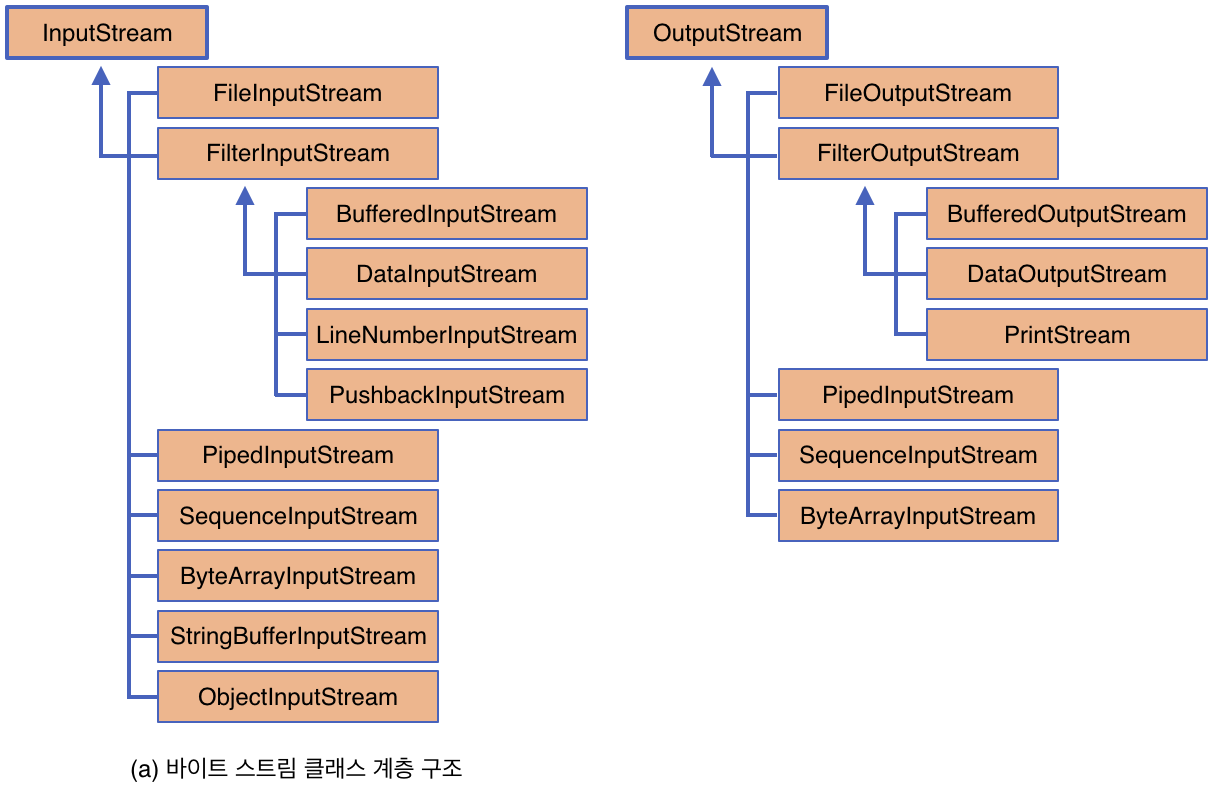 InputStream
FileInputStream
FilterInputStream
BufferedInputStream
DataInputStream
LineNumberInputStream
PushbackInputStream
PipedInputStream
SequenceInputStream
ByteArrayInputStream
StringBufferInputStream
ObjectInputStream
OutputStream
FileOutputStream
FilterOutputStream
BufferedOutputStream
DataOutputStream
PrintStream
PipedInputStream
SequenceInputStream
ByteArrayInputStream
(a) 바이트 스트림 클래스 계층 구조